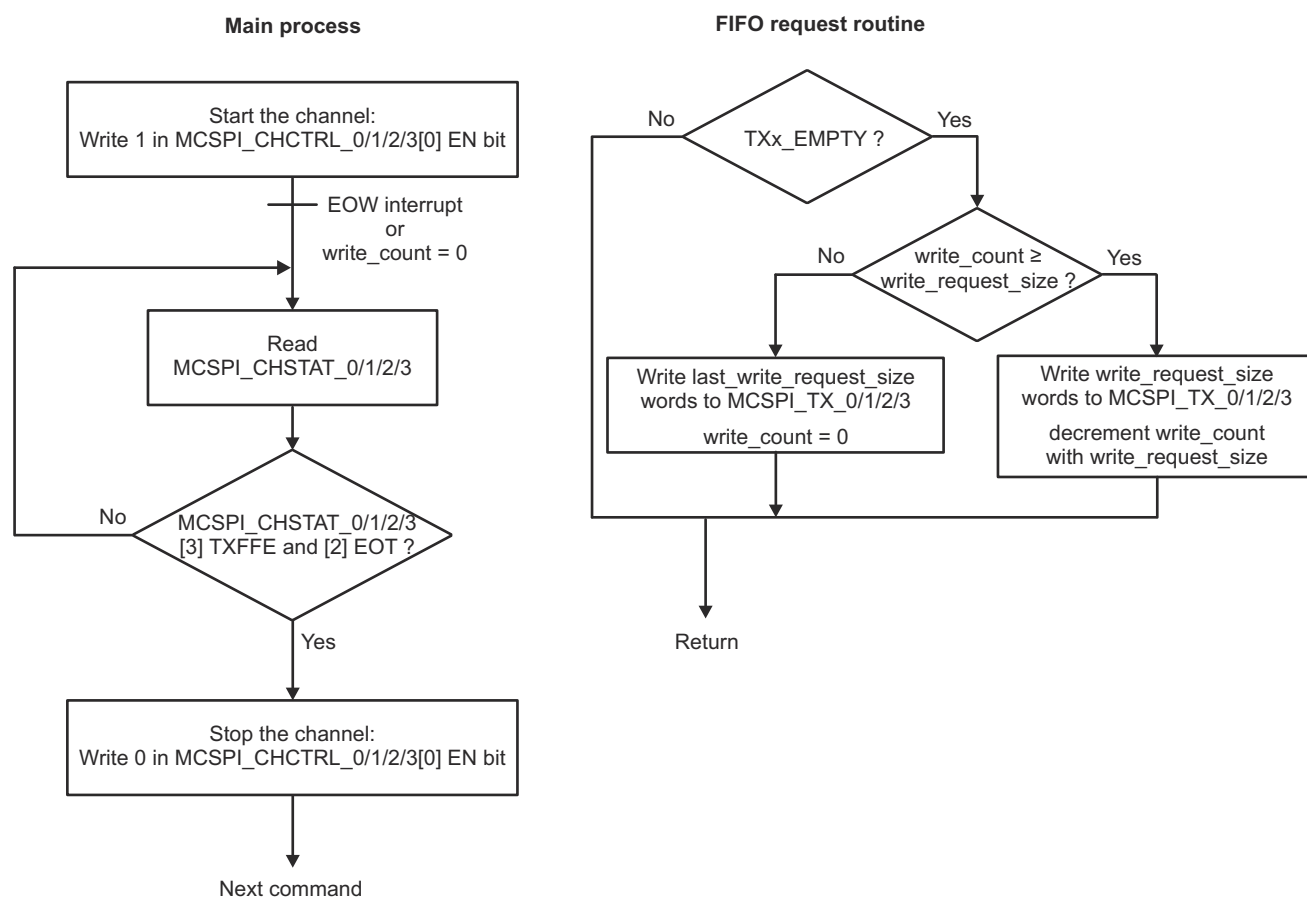 Main process
Start the channel:
Write 1 in MCSPI_CHCTRL_0/1/2/3[0] EN bit
EOW interrupt
or
write_count = 0
Read
MCSPI_CHSTAT_0/1/2/3
No
MCSPI_CHSTAT_0/1/2/3
[3] TXFFE and [2] EOT ?
Yes
Stop the channel:
Write 0 in MCSPI_CHCTRL_0/1/2/3[0] EN bit
Next command
FIFO request routine
No
TXx_EMPTY ?
Yes
No
write_count ≥
write_request_size ?
Yes
Write last_write_request_size
words to MCSPI_TX_0/1/2/3
write_count = 0
Write write_request_size
words to MCSPI_TX_0/1/2/3
decrement write_count
with write_request_size
Return